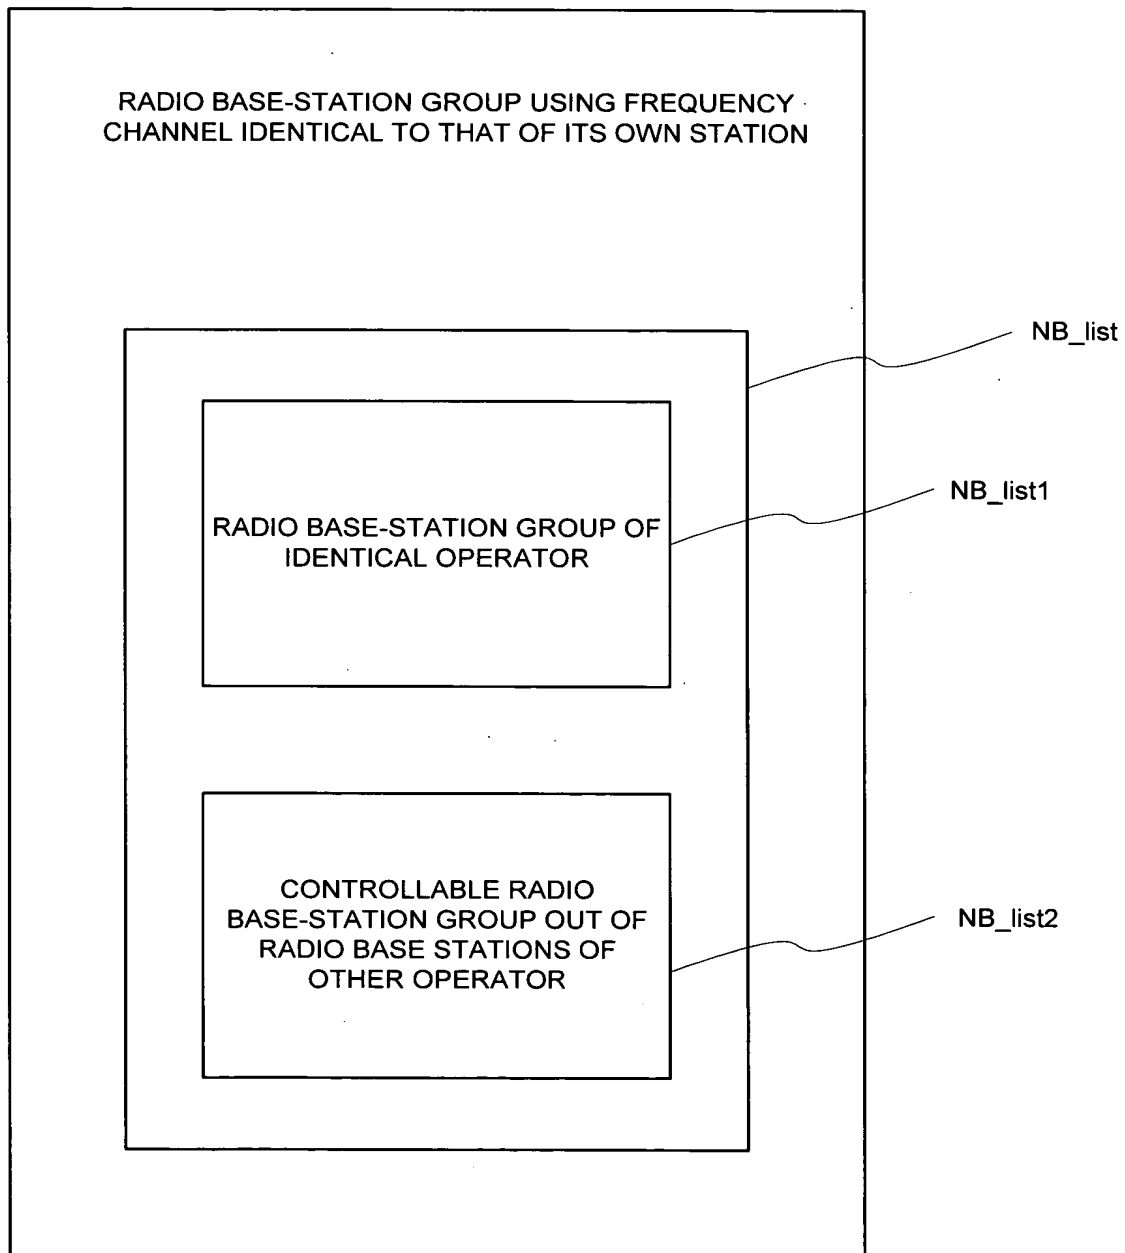 RADIO BASE-STATION GROUP USING FREQUENCY
CHANNEL IDENTICAL TO THAT OF ITS OWN STATION
NB_list
RADIO BASE-STATION GROUP OF
IDENTICAL OPERATOR
NB_list1
CONTROLLABLE RADIO
BASE-STATION GROUP OUT OF
RADIO BASE STATIONS OF
OTHER OPERATOR
NB_list2